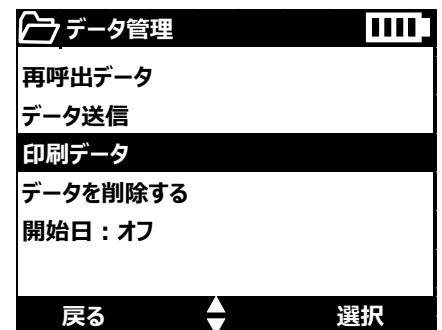 データ管理
再呼出データ
データ送信
印刷データ
データを削除する
開始日：オフ
戻る
選択